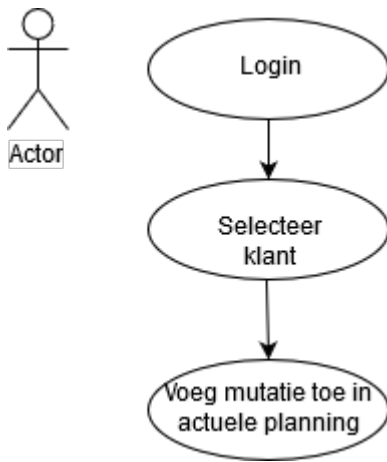 Login
Actor
Selecteer
klant
Voeg mutatie toe in
actuele planning